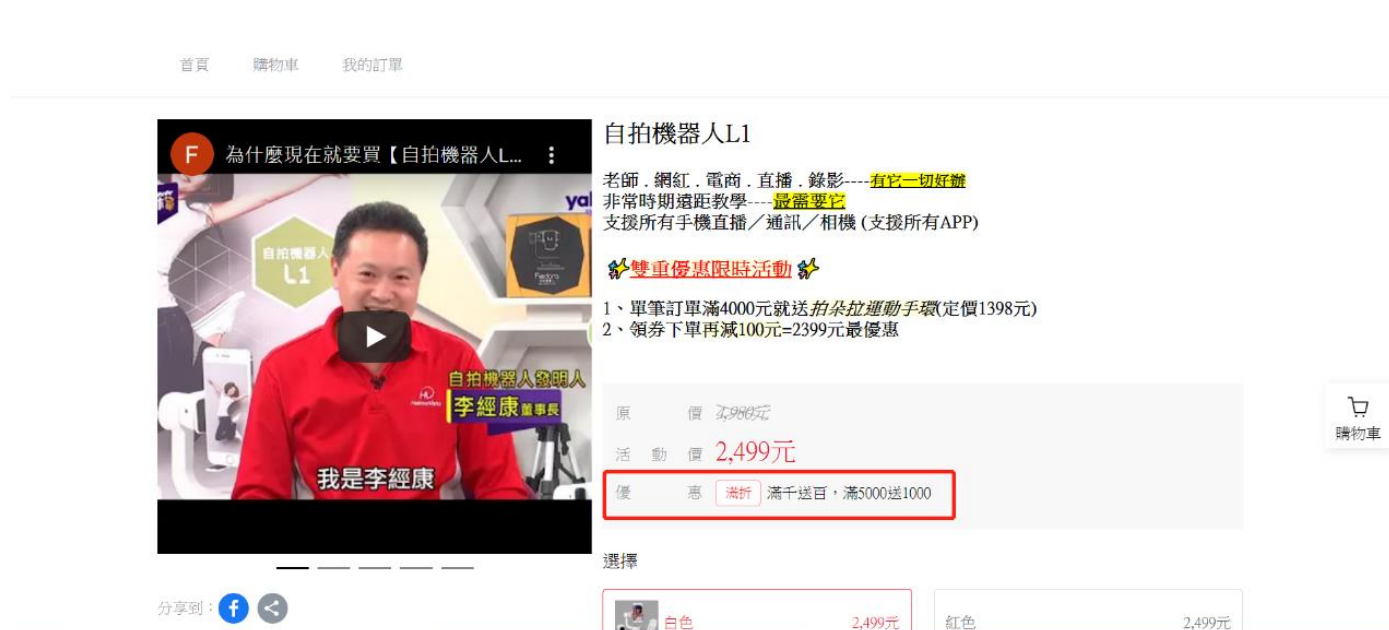 首頁 購物車 我的訂單
F 為什麼現在就要買【自拍機器人L...
自拍機器人
L1
自拍機器人發明人
李經康董事長
我是李經康
分享到：
自拍機器人L1
老師．網紅．電商．直播．錄影----有它一切好辦
非常時期遠距教學----最需要它
支援所有手機直播／通訊／相機 (支援所有APP)
雙重優惠限時活動
1、單筆訂單滿4000元就送拍朵拉運動手環(定價1398元)
2、領券下單再減100元=2399元最優惠
原價
活動價 2,499元
優惠 滿折 滿千送百，滿5000送1000
選擇
白色 2,499元
紅色 2,499元
購物車